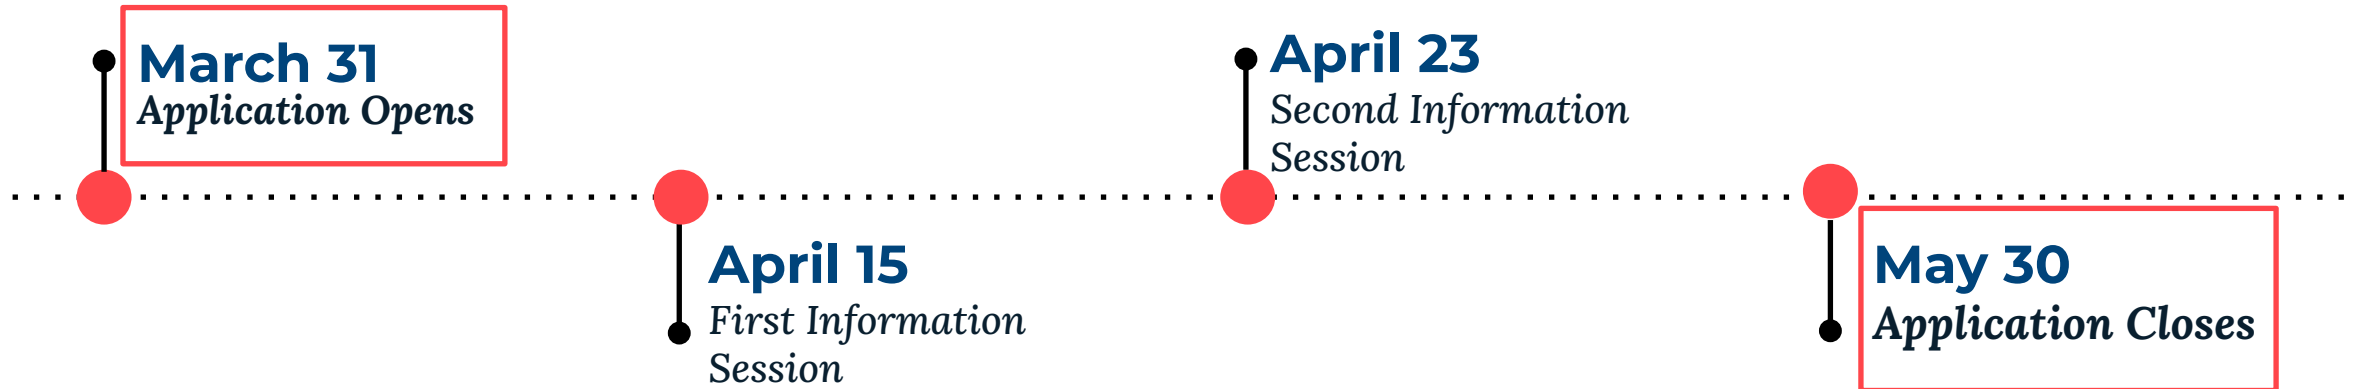 March 31
Application Opens
April 15
First Information
Session
April 23
Second Information
Session
May 30
Application Closes